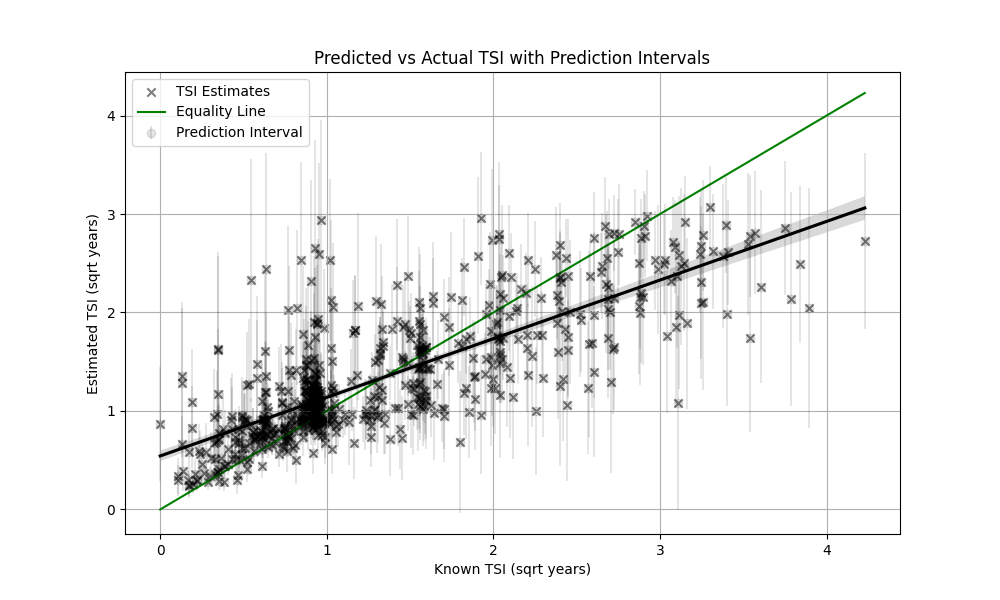 Predicted vs Actual TSI with Prediction Intervals
TSI Estimates
Equality Line
Prediction Interval
Estimated TSI (sqrt years)
4
3
2
1
0
0 1 2 3 4
Known TSI (sqrt years)